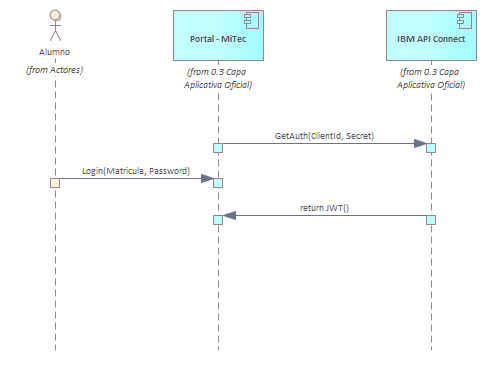 Portal - MiTec
IBM API Connect
Alumno
(from Actores)
(from 0.3 Capa
Aplicativa Oficial)
(from 0.3 Capa
Aplicativa Oficial)
GetAuth(ClientId, Secret)
Login(Matricula, Password)
return JWT()